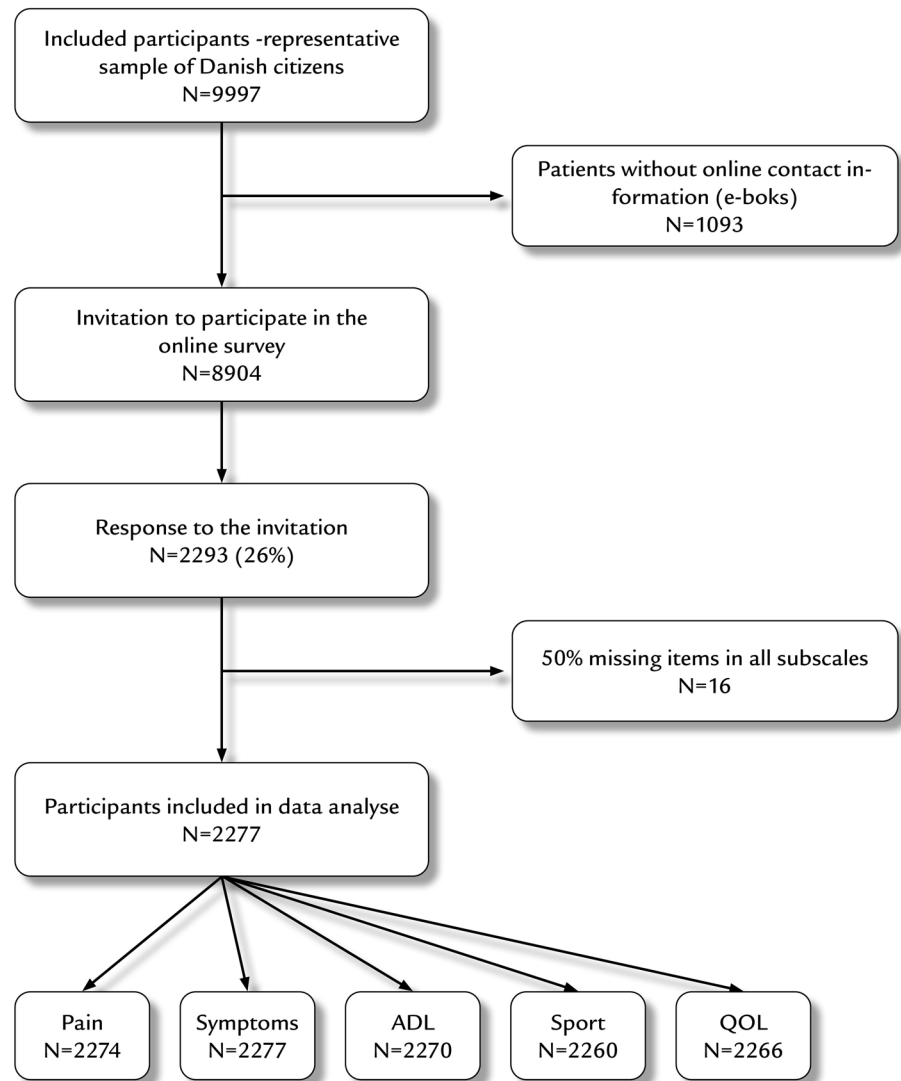 Included participants -representative
sample of Danish citizens
N=9997
Patients without online contact in-
formation (e-boks)
N=1093
Invitation to participate in the
online survey
N=8904
Response to the invitation
N=2293 (26%)
50% missing items in all subscales
N=16
Participants included in data analyse
N=2277
Pain
N=2274
Symptoms
N=2277
ADL
N=2270
Sport
N=2260
QOL
N=2266